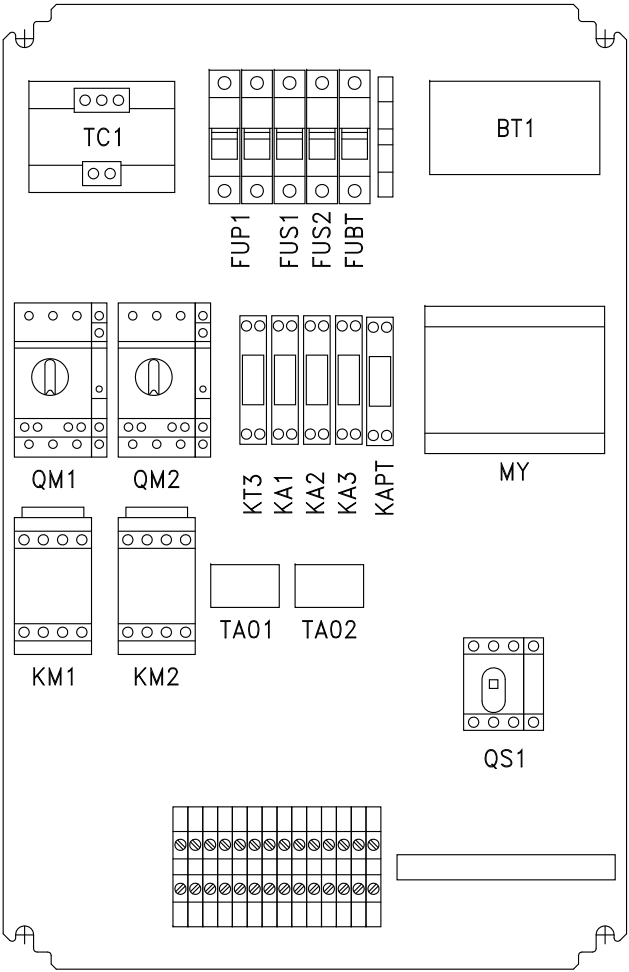 TC1
BT1
FUP1
FUS1
FUS2
FUBT
QM1
QM2
KT3
KA1
KA2
KA3
KAPT
MY
TA01
TA02
KM1
KM2
QS1